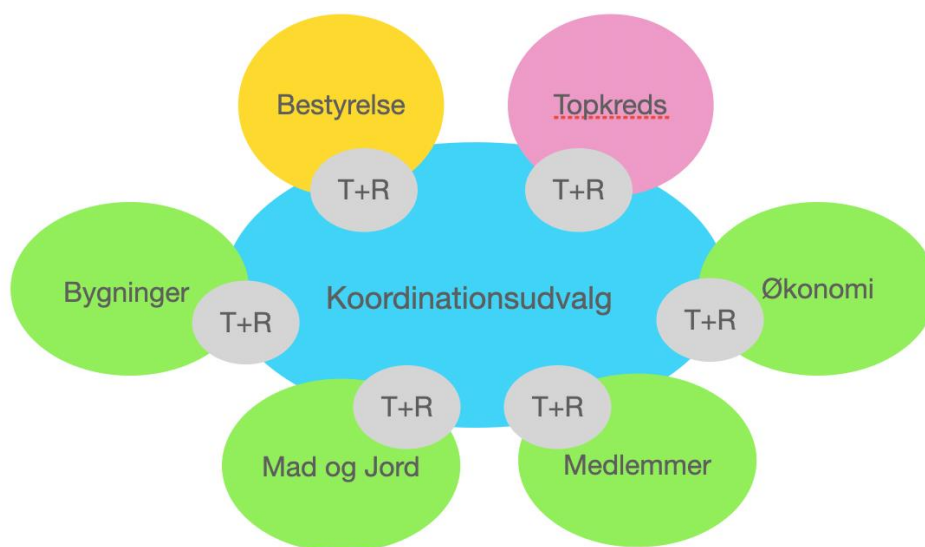 Bestyrelse
Topkreds
T+R
T+R
Bygninger
Koordinationsudvalg
Økonomi
T+R
T+R
T+R
T+R
Mad og Jord
Medlemmer